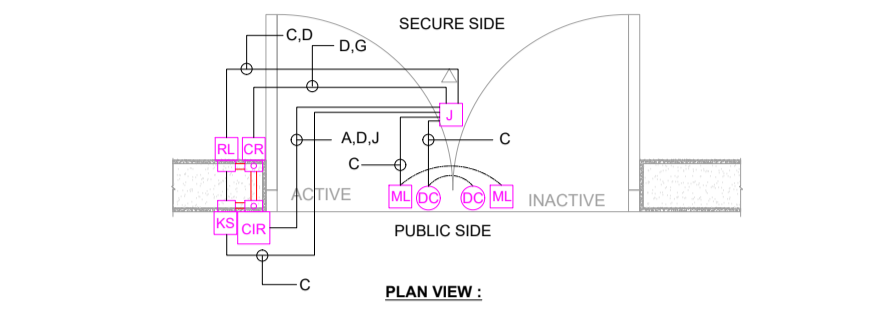 SECURE SIDE
C,D
D,G
J
A,D,J
C
C
RL CR
ACTIVE
ML DC DC ML
INACTIVE
KS CIR
PUBLIC SIDE
C
PLAN VIEW :